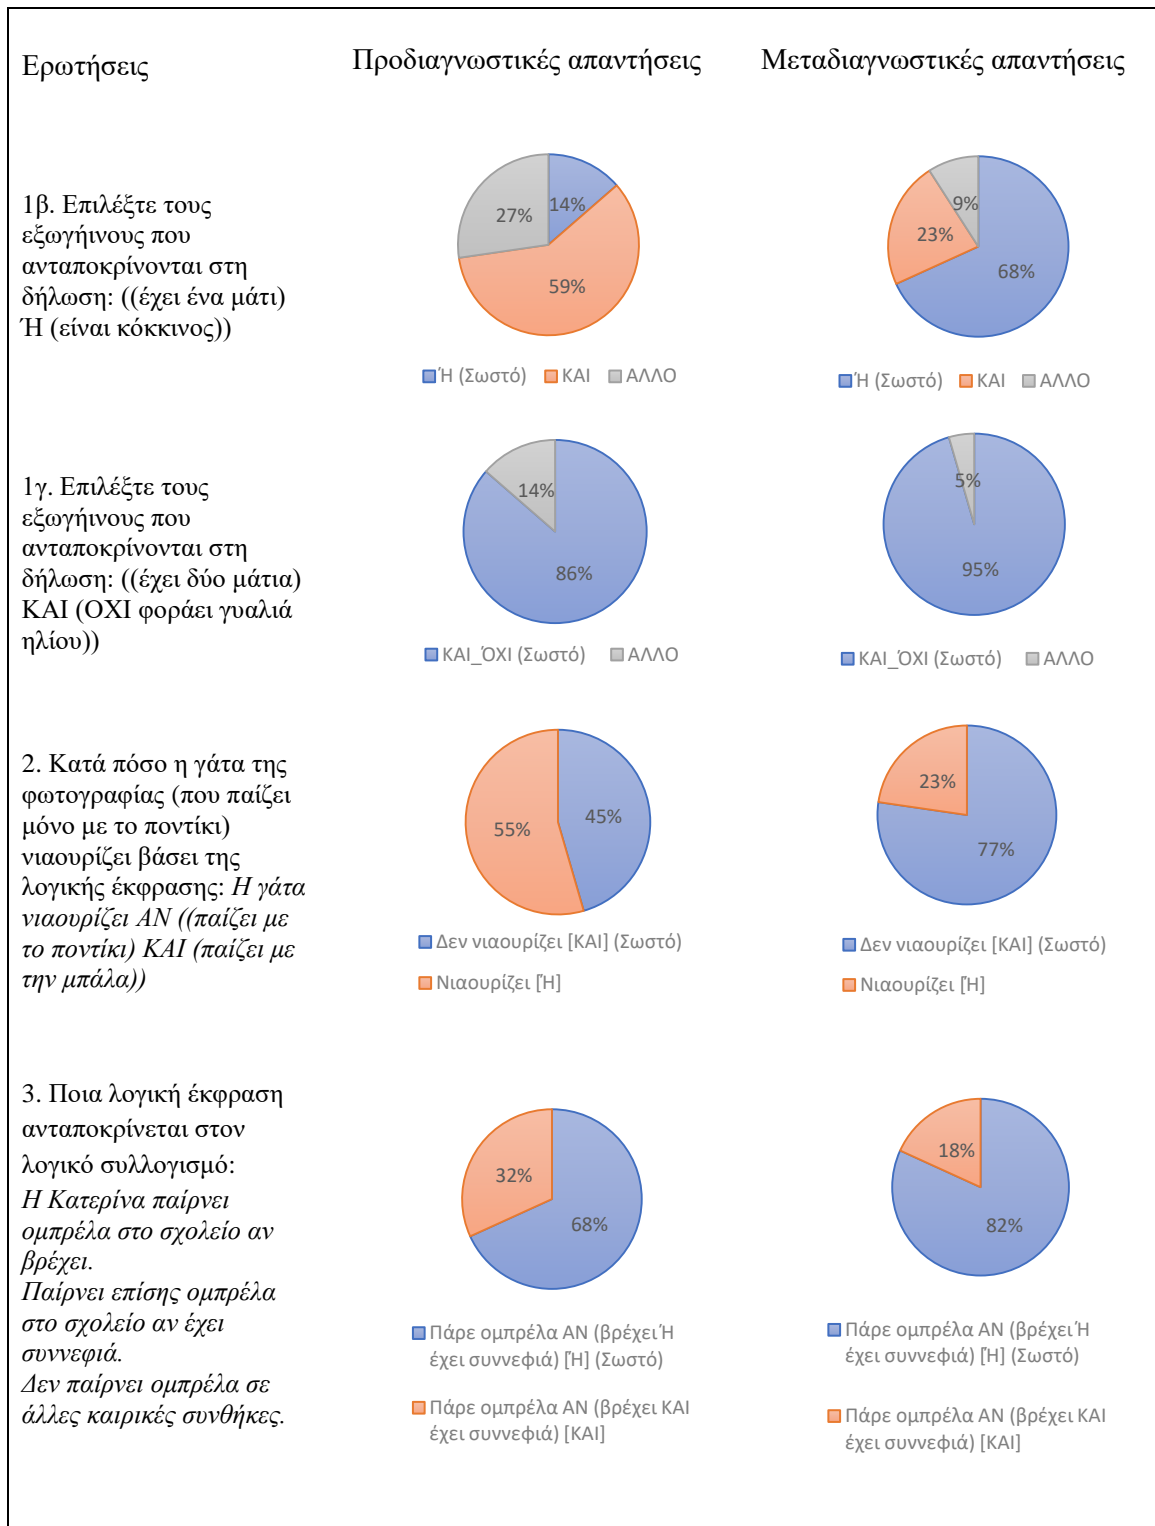 Ερωτήσεις
Προδιαγνωστικές απαντήσεις
Μεταδιαγνωστικές απαντήσεις
1β. Επιλέξτε τους
εξωγήινους που
ανταποκρίνονται στη
δήλωση: ((έχει ένα μάτι)
Ή (είναι κόκκινος))
27%
14%
59%
Ή (Σωστό)
ΚΑΙ
ΑΛΛΟ
9%
23%
68%
Ή (Σωστό)
ΚΑΙ
ΑΛΛΟ
1γ. Επιλέξτε τους
εξωγήινους που
ανταποκρίνονται στη
δήλωση: ((έχει δύο μάτια)
ΚΑΙ (ΟΧΙ φοράει γυαλιά
ηλίου))
14%
86%
ΚΑΙ_ΌΧΙ (Σωστό)
ΑΛΛΟ
5%
95%
ΚΑΙ_ΌΧΙ (Σωστό)
ΑΛΛΟ
2. Κατά πόσο η γάτα της
φωτογραφίας (που παίζει
μόνο με το ποντίκι)
νιαουρίζει βάσει της
λογικής έκφρασης: Η γάτα
νιαουρίζει ΑΝ ((παίζει με
το ποντίκι) ΚΑΙ (παίζει με
την μπάλα))
55%
45%
Δεν νιαουρίζει [ΚΑΙ] (Σωστό)
Νιαουρίζει [Ή]
23%
77%
Δεν νιαουρίζει [ΚΑΙ] (Σωστό)
Νιαουρίζει [Ή]
3. Ποια λογική έκφραση
ανταποκρίνεται στον
λογικό συλλογισμό:
Η Κατερίνα παίρνει
ομπρέλα στο σχολείο αν
βρέχει.
Παίρνει επίσης ομπρέλα
στο σχολείο αν έχει
συννεφιά.
Δεν παίρνει ομπρέλα σε
άλλες καιρικές συνθήκες.
32%
68%
Πάρε ομπρέλα ΑΝ (βρέχει Ή
έχει συννεφιά) [Ή] (Σωστό)
Πάρε ομπρέλα ΑΝ (βρέχει ΚΑΙ
έχει συννεφιά) [ΚΑΙ]
18%
82%
Πάρε ομπρέλα ΑΝ (βρέχει Ή
έχει συννεφιά) [Ή] (Σωστό)
Πάρε ομπρέλα ΑΝ (βρέχει ΚΑΙ
έχει συννεφιά) [ΚΑΙ]